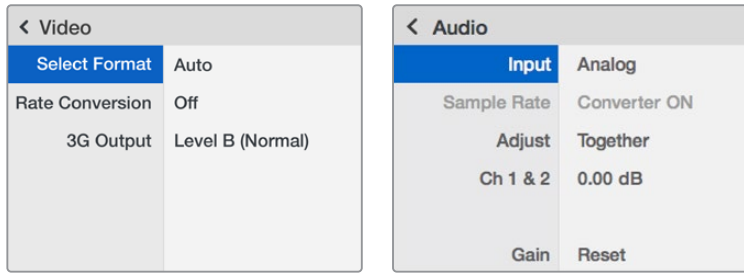 < Video
Select Format Auto
Rate Conversion Off
3G Output Level B (Normal)
< Audio
Input Analog
Sample Rate Converter ON
Adjust Together
Ch 1 & 2 0.00 dB
Gain Reset